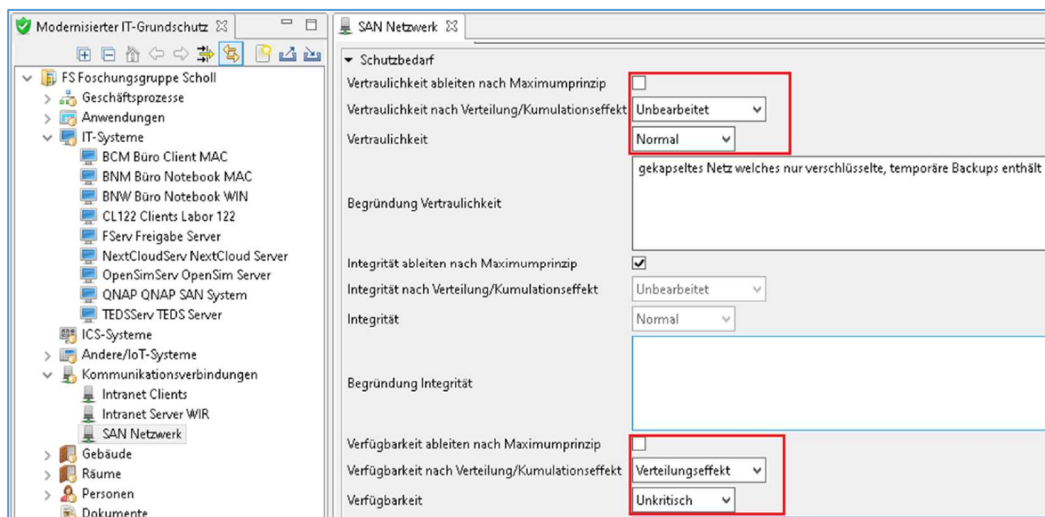 Modernisierter IT-Grundschutz
FS Foschungsgruppe Scholl
Geschäftsprozesse
Anwendungen
IT-Systeme
BCM Büro Client MAC
BNM Büro Notebook MAC
BNW Büro Notebook WIN
CL122 Clients Labor 122
FServ Freigabe Server
NextCloudServ NextCloud Server
OpenSimServ OpenSim Server
QNAP QNAP SAN System
TEDSServ TEDS Server
ICS-Systeme
Andere/IoT-Systeme
Kommunikationsverbindungen
Intranet Clients
Intranet Server WIR
SAN Netzwerk
Gebäude
Räume
Personen
Dokumente
SAN Netzwerk
Schutzbedarf
Vertraulichkeit ableiten nach Maximumprinzip
Vertraulichkeit nach Verteilung/Kumulationseffekt Unbearbeitet
Vertraulichkeit Normal
Begründung Vertraulichkeit gekapseltes Netz welches nur verschlüsselte, temporäre Backups enthält
Integrität ableiten nach Maximumprinzip
Integrität nach Verteilung/Kumulationseffekt Unbearbeitet
Integrität Normal
Begründung Integrität
Verfügbarkeit ableiten nach Maximumprinzip
Verfügbarkeit nach Verteilung/Kumulationseffekt Verteilungseffekt
Verfügbarkeit Unkritisch